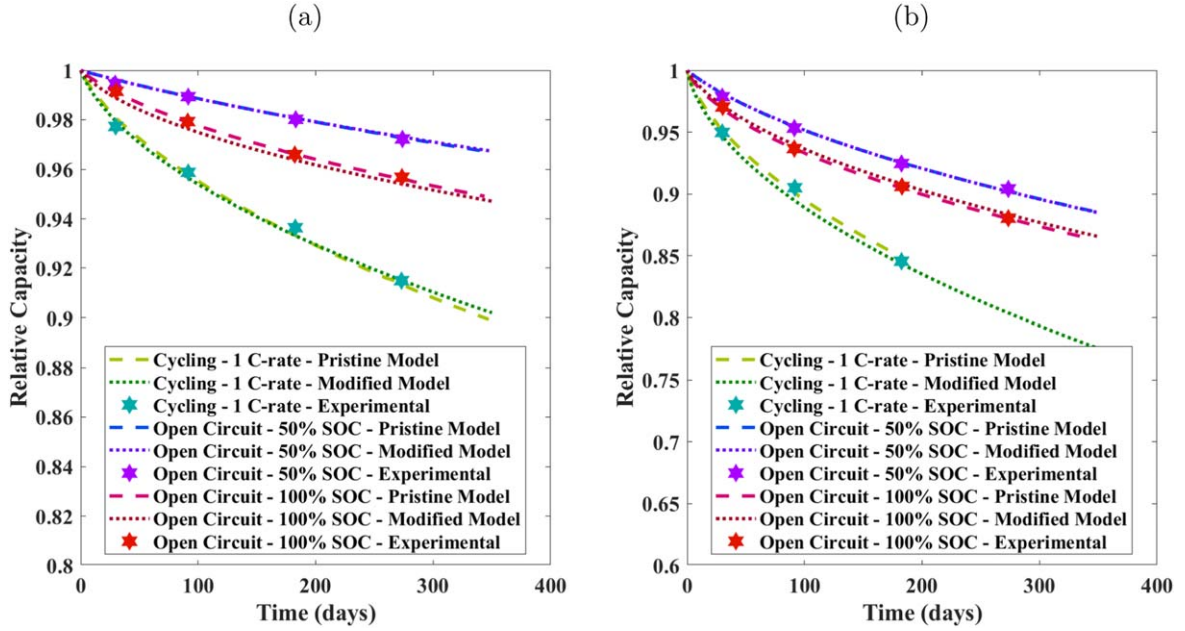 (a)
1
0.98
0.96
0.94
0.92
0.9
0.88
0.86
0.84
0.82
0.8
Relative Capacity
Cycling - 1 C-rate - Pristine Model
Cycling - 1 C-rate - Modified Model
Cycling - 1 C-rate - Experimental
Open Circuit - 50% SOC - Pristine Model
Open Circuit - 50% SOC - Modified Model
Open Circuit - 50% SOC - Experimental
Open Circuit - 100% SOC - Pristine Model
Open Circuit - 100% SOC - Modified Model
Open Circuit - 100% SOC - Experimental
0 100 200 300 400
Time (days)
(b)
1
0.95
0.9
0.85
0.8
0.75
0.7
0.65
0.6
Relative Capacity
Cycling - 1 C-rate - Pristine Model
Cycling - 1 C-rate - Modified Model
Cycling - 1 C-rate - Experimental
Open Circuit - 50% SOC - Pristine Model
Open Circuit - 50% SOC - Modified Model
Open Circuit - 50% SOC - Experimental
Open Circuit - 100% SOC - Pristine Model
Open Circuit - 100% SOC - Modified Model
Open Circuit - 100% SOC - Experimental
0 100 200 300 400
Time (days)